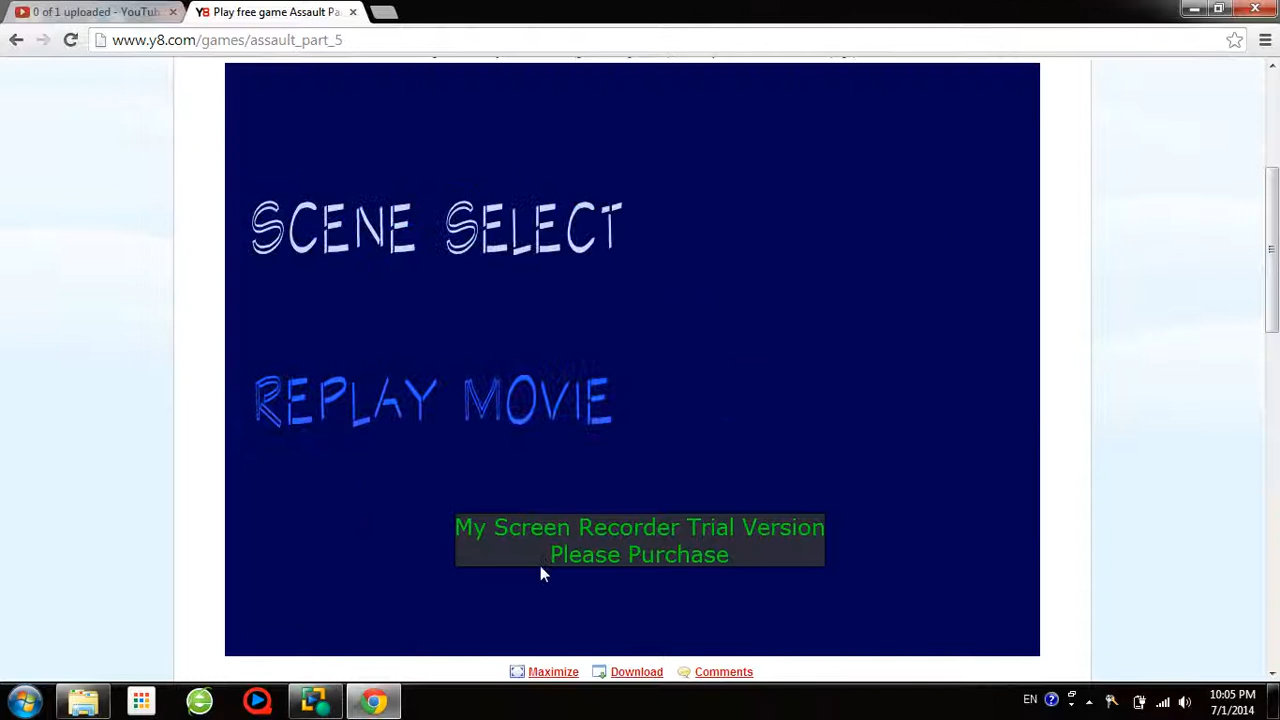 0 of 1 uploaded - YouTub
Y8 Play free game Assault Pa
www.y8.com/games/assault_part_5
SCENE SELECT
REPLAY MOVIE
My Screen Recorder Trial Version
Please Purchase
Maximize Download Comments
EN
10:05 PM
7/1/2014